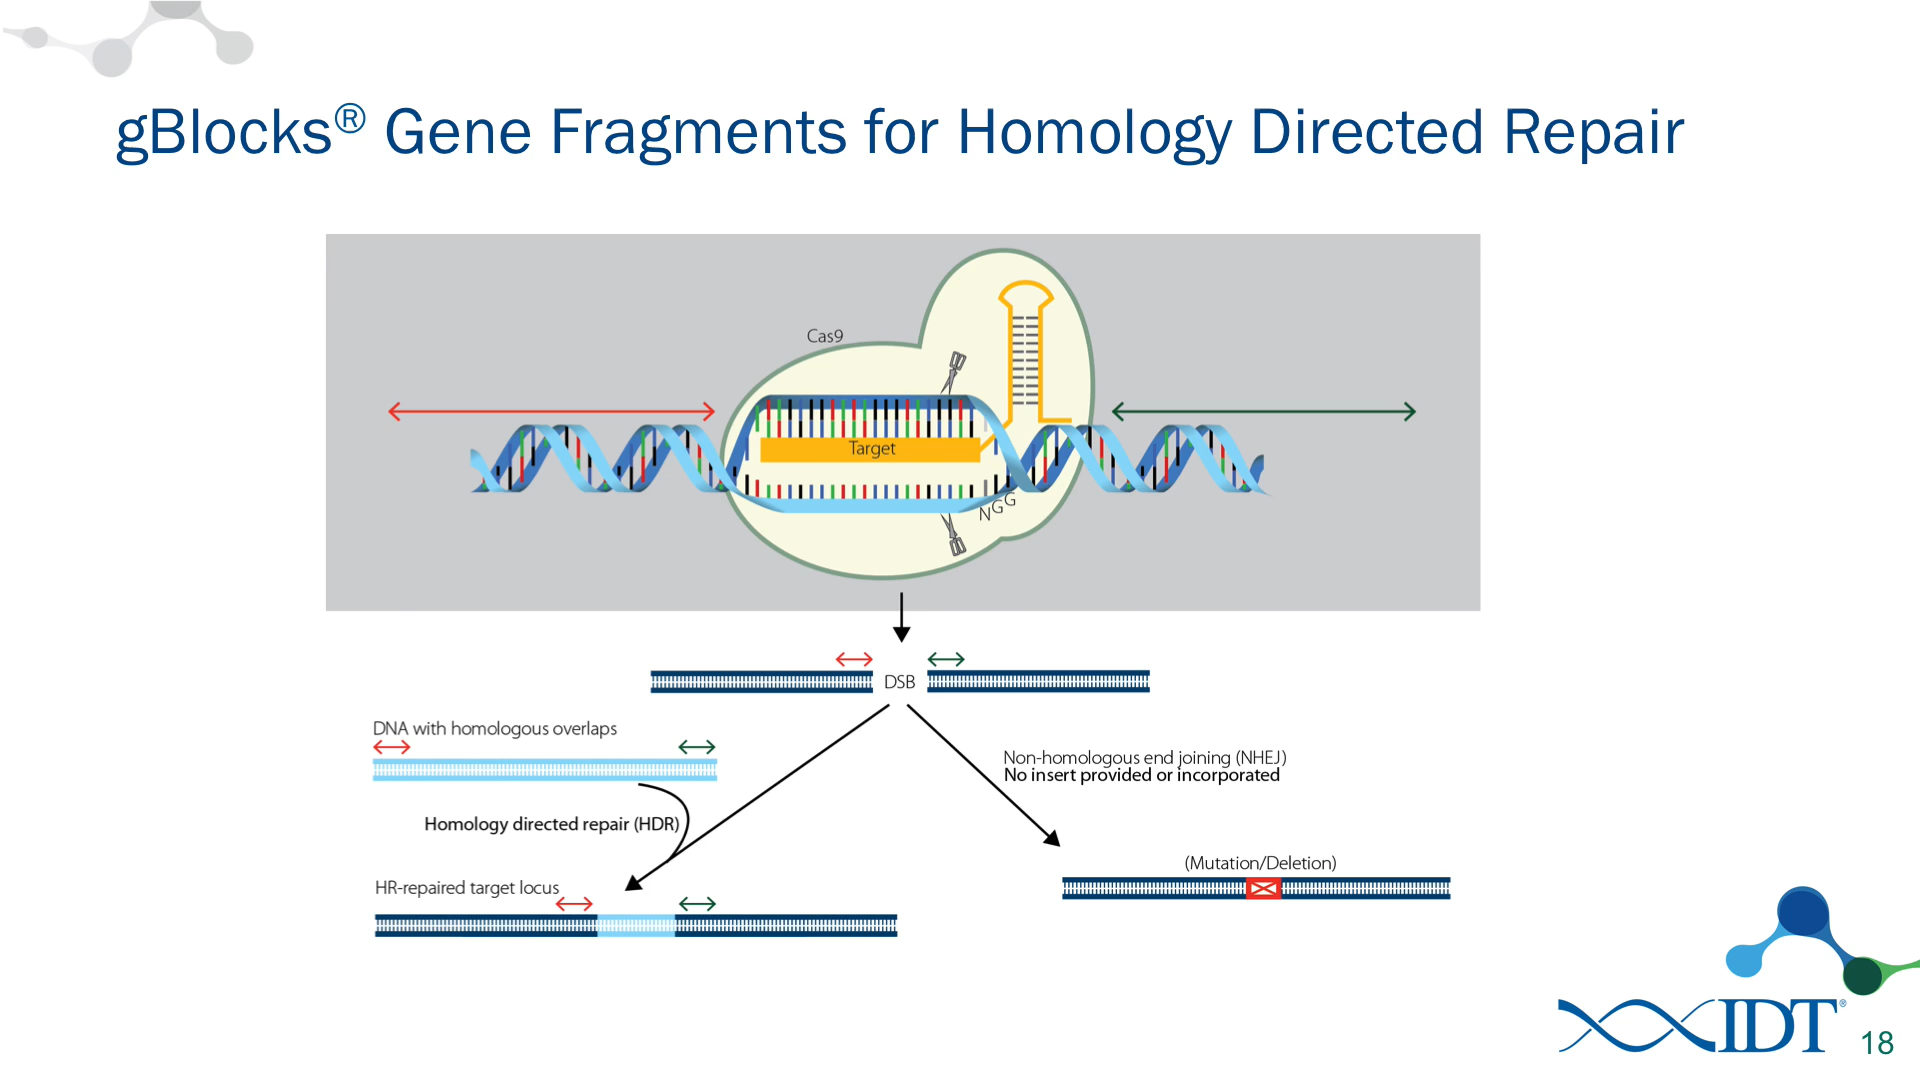 gBlocks® Gene Fragments for Homology Directed Repair
Cas9
Target
NGG
DSB
DNA with homologous overlaps
Non-homologous end joining (NHEJ)
No insert provided or incorporated
Homology directed repair (HDR)
(Mutation/Deletion)
HR-repaired target locus
IDT®
18